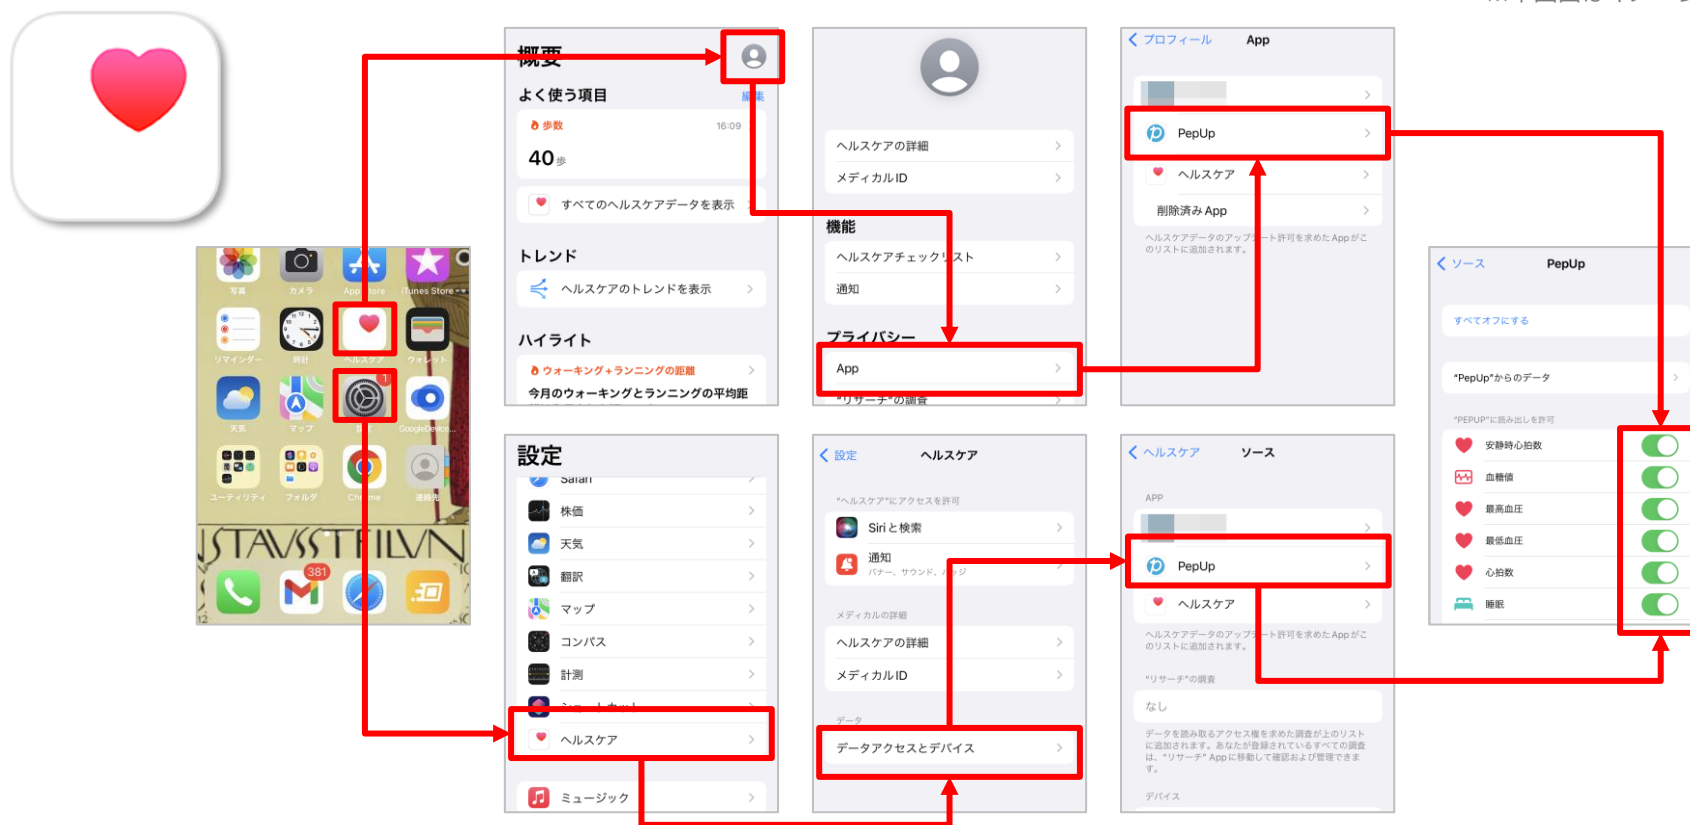 概要
よく使う項目
編集
歩数
16:09
40歩
すべてのヘルスケアデータを表示
トレンド
ヘルスケアのトレンドを表示
ハイライト
ウォーキング+ランニングの距離
今月のウォーキングとランニングの平均距
ヘルスケアの詳細
メディカルID
機能
ヘルスケアチェックリスト
通知
プライバシー
App
"リサーチ"の調査
プロフィール
App
PepUp
ヘルスケア
削除済み App
ヘルスケアデータのアップデート許可を求めた App がこ
のリストに追加されます。
写真
カメラ
App Store
iTunes Store
リマインダー
時計
ヘルスケア
ウォレット
天気
マップ
設定
GoogleDevice...
1
ユーティリティ
フォルダ
Chrome
連絡先
381
設定
Safari
株価
天気
翻訳
マップ
コンパス
計測
ショートカット
ヘルスケア
ミュージック
設定
ヘルスケア
"ヘルスケア"にアクセスを許可
Siri と検索
通知
バナー、サウンド、バッジ
メディカルの詳細
ヘルスケアの詳細
メディカルID
データ
データアクセスとデバイス
ヘルスケア
ソース
APP
PepUp
ヘルスケア
ヘルスケアデータのアップデート許可を求めた App がこ
のリストに追加されます。
"リサーチ"の調査
なし
データを読み取るアクセス権を求めた調査が上のリスト
に追加されます。あなたが登録されているすべての調査
は、"リサーチ" App に移動して確認および管理できま
す。
デバイス
ソース
PepUp
すべてオフにする
"PepUp"からのデータ
"PEPUP"に読み出しを許可
安静時心拍数
血糖値
最高血圧
最低血圧
心拍数
睡眠